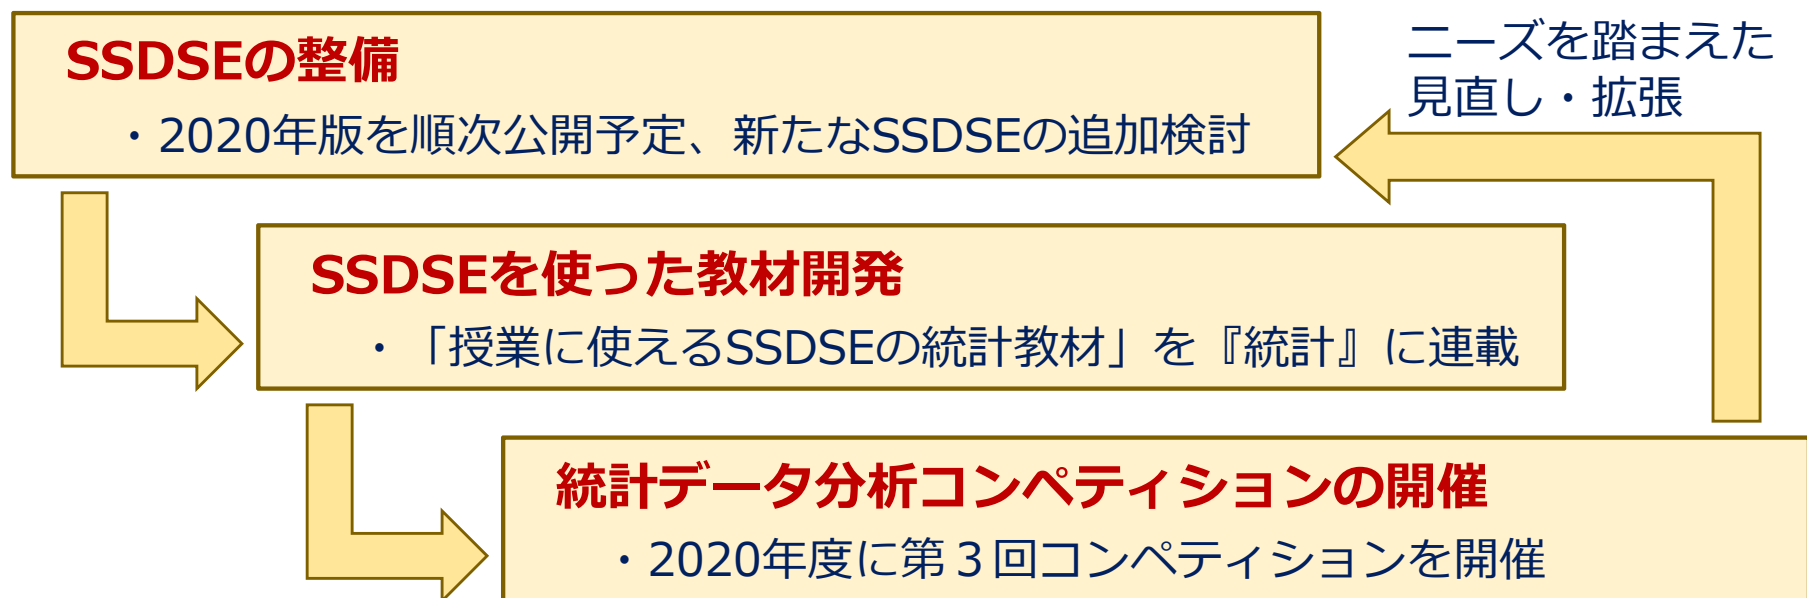 SSDSEの整備
・2020年版を順次公開予定、新たなSSDSEの追加検討
ニーズを踏まえた
見直し・拡張
SSDSEを使った教材開発
・「授業に使えるSSDSEの統計教材」を『統計』に連載
統計データ分析コンペティションの開催
・2020年度に第３回コンペティションを開催